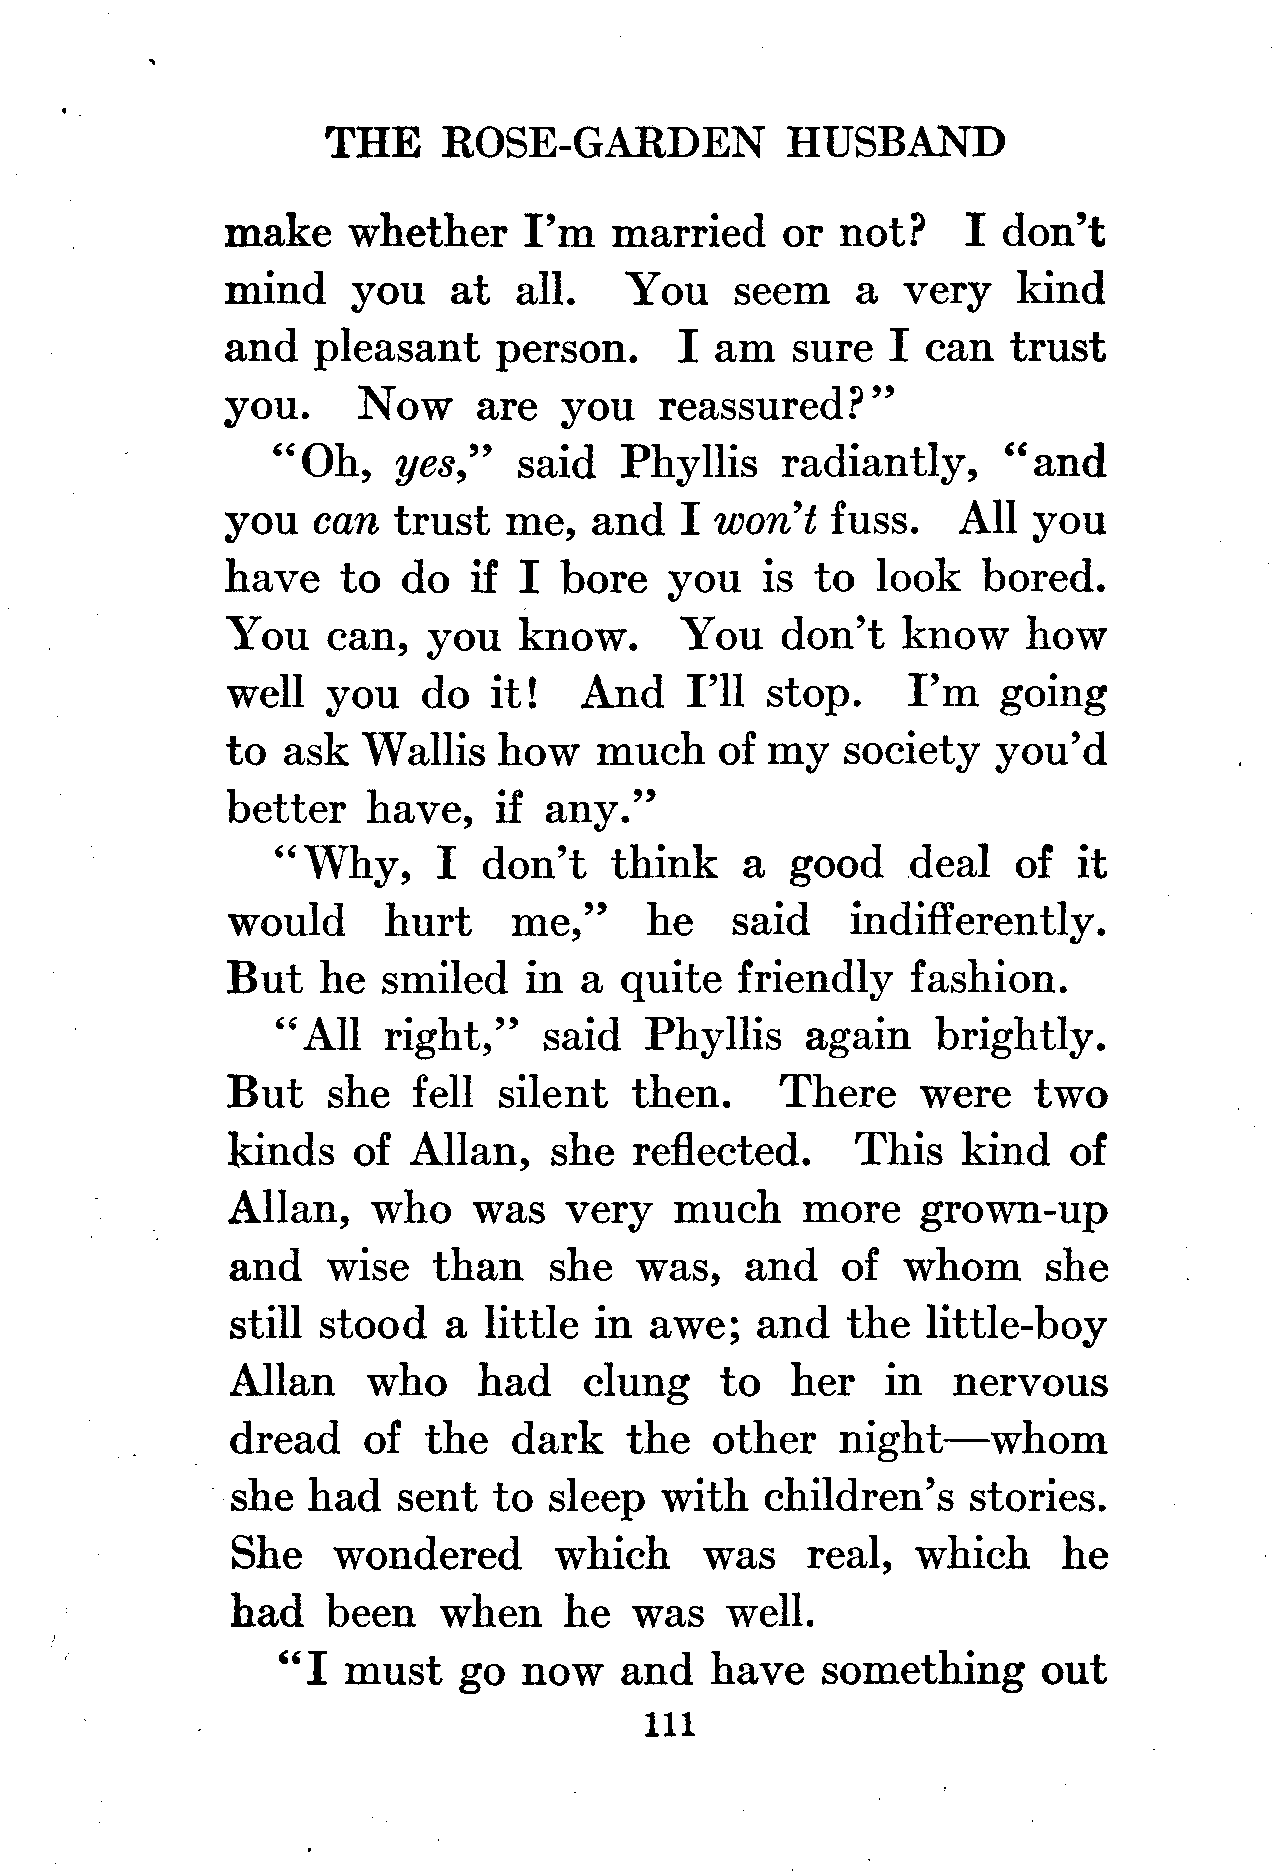 THE ROSE-GARDEN HUSBAND
make whether I'm married or not? I don't
mind you at all. You seem a very kind
and pleasant person. I am sure I can trust
you. Now are you reassured?"
"Oh, yes," said Phyllis radiantly, "and
you can trust me, and I won't fuss. All you
have to do if I bore you is to look bored.
You can, you know. You don't know how
well you do it! And I'll stop. I'm going
to ask Wallis how much of my society you'd
better have, if any."
"Why, I don't think a good deal of it
would hurt me," he said indifferently.
But he smiled in a quite friendly fashion.
"All right," said Phyllis again brightly.
But she fell silent then. There were two
kinds of Allan, she reflected. This kind of
Allan, who was very much more grown-up
and wise than she was, and of whom she
still stood a little in awe; and the little-boy
Allan who had clung to her in nervous
dread of the dark the other night—whom
she had sent to sleep with children's stories.
She wondered which was real, which he
had been when he was well.
"I must go now and have something out
111